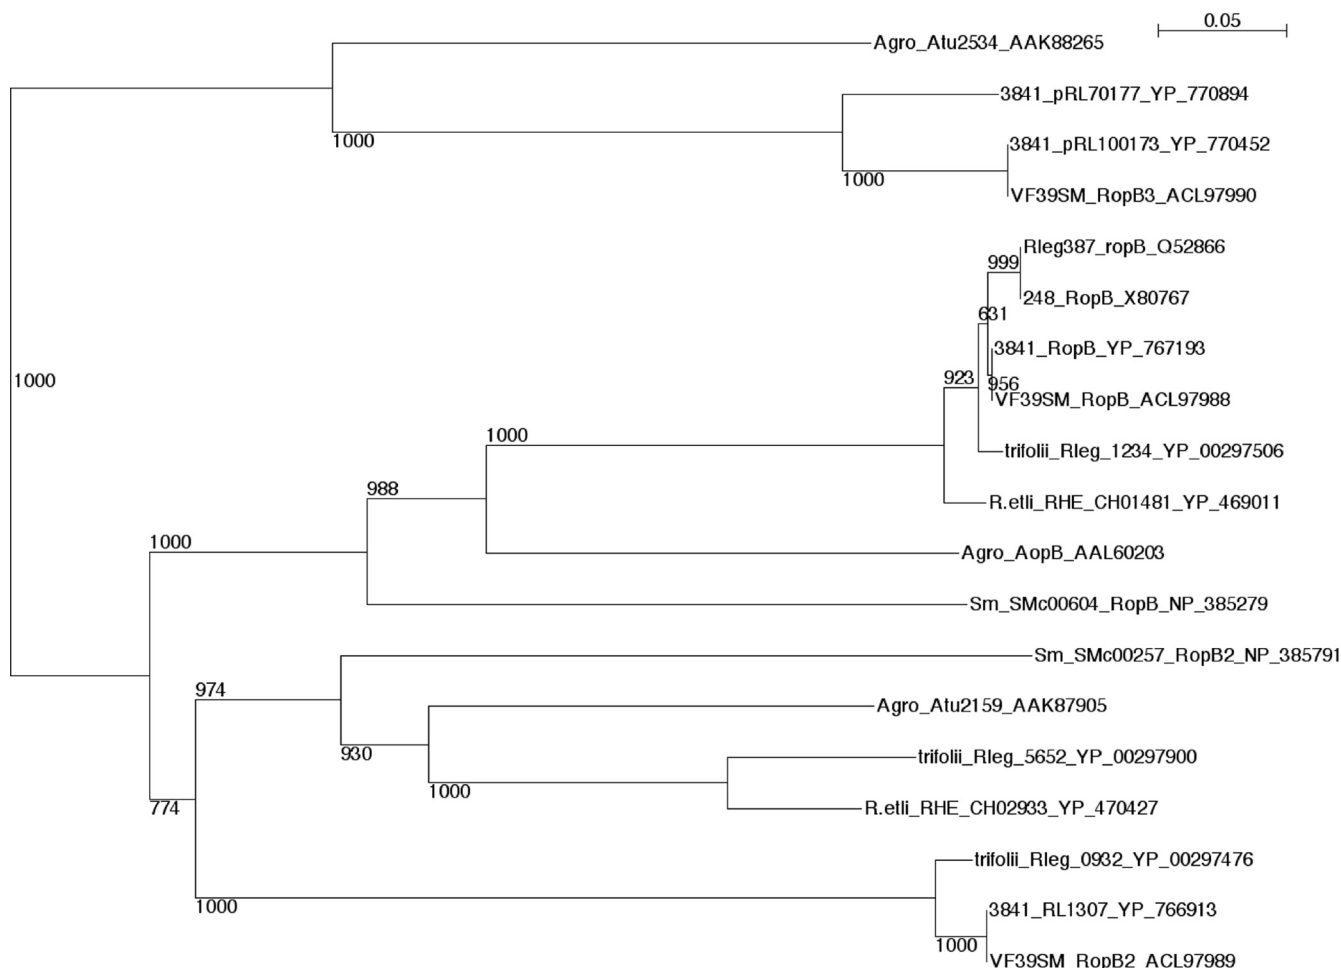 0.05
Agro_Atu2534_AAK88265
3841_pRL70177_YP_770894
1000
3841_pRL100173_YP_770452
1000
VF39SM_RopB3_ACL97990
Rleg387_ropB_Q52866
999
248_RopB_X80767
631
3841_RopB_YP_767193
1000
923
956
VF39SM_RopB_ACL97988
1000
trifolii_Rleg_1234_YP_00297506
988
R.etli_RHE_CH01481_YP_469011
1000
Agro_AopB_AAL60203
Sm_SMc00604_RopB_NP_385279
Sm_SMc00257_RopB2_NP_385791
974
Agro_Atu2159_AAK87905
930
trifolii_Rleg_5652_YP_00297900
1000
774
R.etli_RHE_CH02933_YP_470427
trifolii_Rleg_0932_YP_00297476
1000
3841_RL1307_YP_766913
1000
VF39SM_RopB2_ACL97989